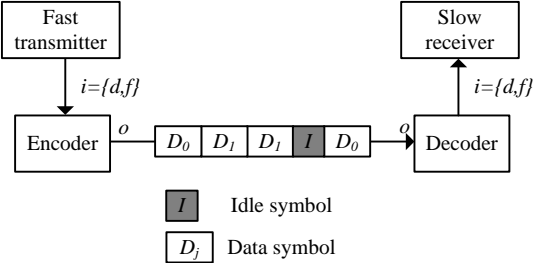 Fast transmitter
Slow receiver
i={d,f}
i={d,f}
Encoder
o
D0 D1 D1 I D0
o
Decoder
I Idle symbol
Dj Data symbol